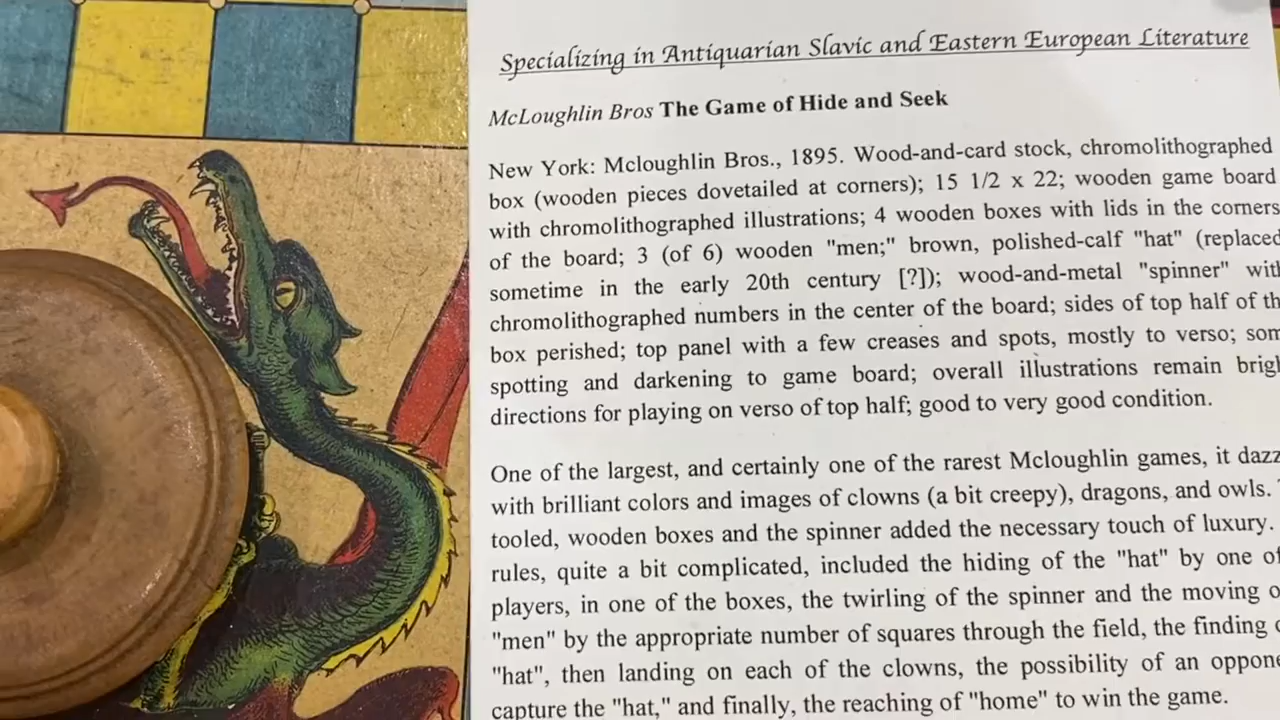 Specializing in Antiquarian Slavic and Eastern European Literature
McLoughlin Bros The Game of Hide and Seek
New York: Mcloughlin Bros., 1895. Wood-and-card stock, chromolithographed
box (wooden pieces dovetailed at corners); 15 1/2 x 22; wooden game board
with chromolithographed illustrations; 4 wooden boxes with lids in the corners
of the board; 3 (of 6) wooden "men;" brown, polished-calf "hat" (replaced
sometime in the early 20th century [?]); wood-and-metal "spinner"
chromolithographed numbers in the center of the board; sides of top half of
box perished; top panel with a few creases and spots, mostly to verso;
spotting and darkening to game board; overall illustrations remain
directions for playing on verso of top half; good to very good condition.
One of the largest, and certainly one of the rarest Mcloughlin games, it
with brilliant colors and images of clowns (a bit creepy), dragons, and owls.
tooled, wooden boxes and the spinner added the necessary touch of luxury.
rules, quite a bit complicated, included the hiding of the "hat" by one of
players, in one of the boxes, the twirling of the spinner and the moving
"men" by the appropriate number of squares through the field, the finding
"hat", then landing on each of the clowns, the possibility of an
capture the "hat," and finally, the reaching of "home" to win the game.